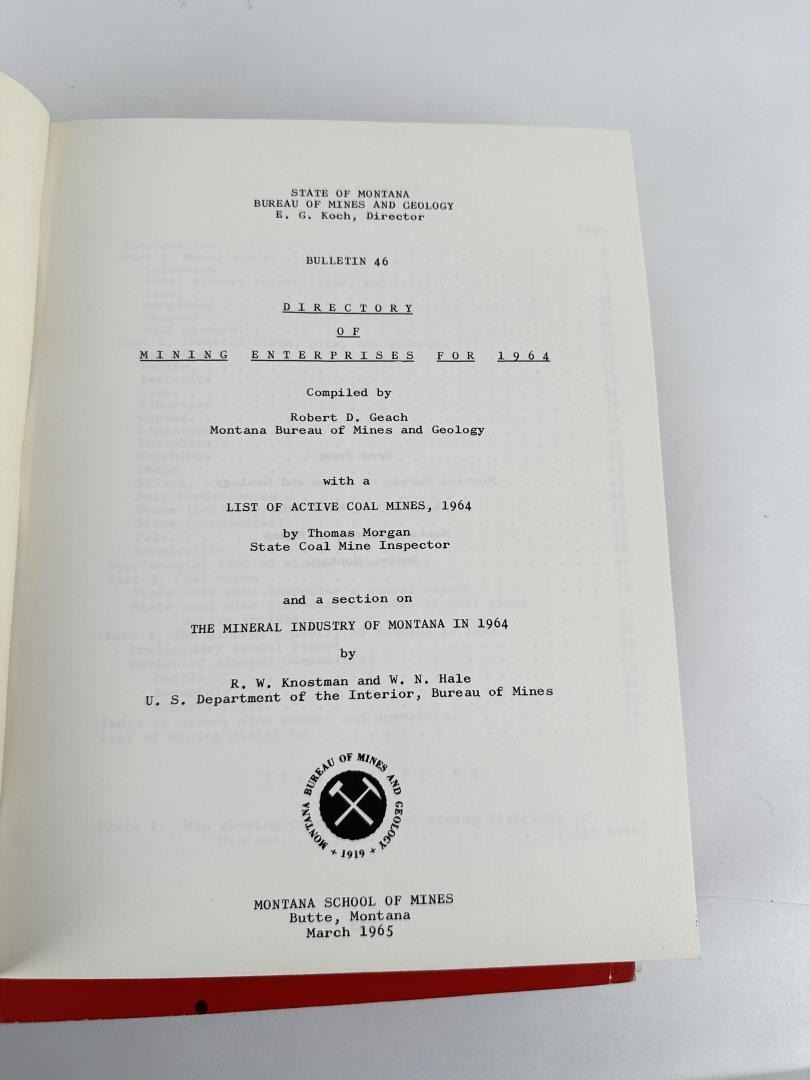 STATE OF MONTANA
BUREAU OF MINES AND GEOLOGY
E. G. Koch, Director
BULLETIN 46
DIRECTORY
OF
MINING ENTERPRISES FOR 1964
Compiled by
Robert D. Geach
Montana Bureau of Mines and Geology
with a
LIST OF ACTIVE COAL MINES, 1964
by Thomas Morgan
State Coal Mine Inspector
and a section on
THE MINERAL INDUSTRY OF MONTANA IN 1964
by
R. W. Knostman and W. N. Hale
U. S. Department of the Interior, Bureau of Mines
MONTANA BUREAU OF MINES AND GEOLOGY
1919
MONTANA SCHOOL OF MINES
Butte, Montana
March 1965